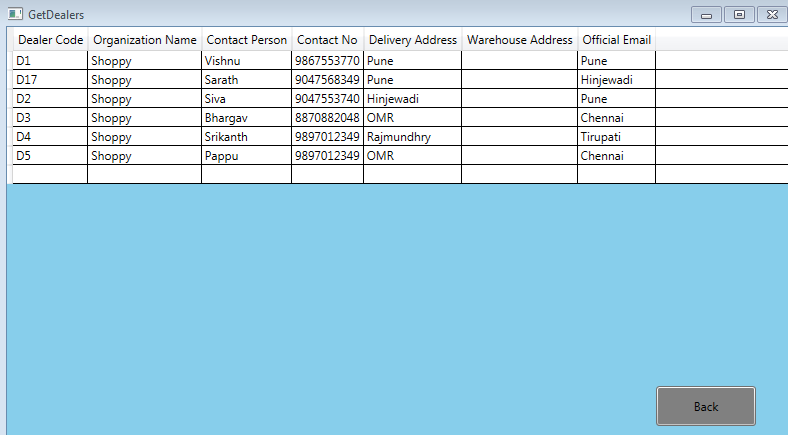 GetDealers
Dealer Code Organization Name Contact Person Contact No Delivery Address Warehouse Address Official Email
D1 Shoppy Vishnu 9867553770 Pune Pune
D17 Shoppy Sarath 9047568349 Pune Hinjewadi
D2 Shoppy Siva 9047553740 Hinjewadi Pune
D3 Shoppy Bhargav 8870882048 OMR Chennai
D4 Shoppy Srikanth 9897012349 Rajmundhry Tirupati
D5 Shoppy Pappu 9897012349 OMR Chennai
Back